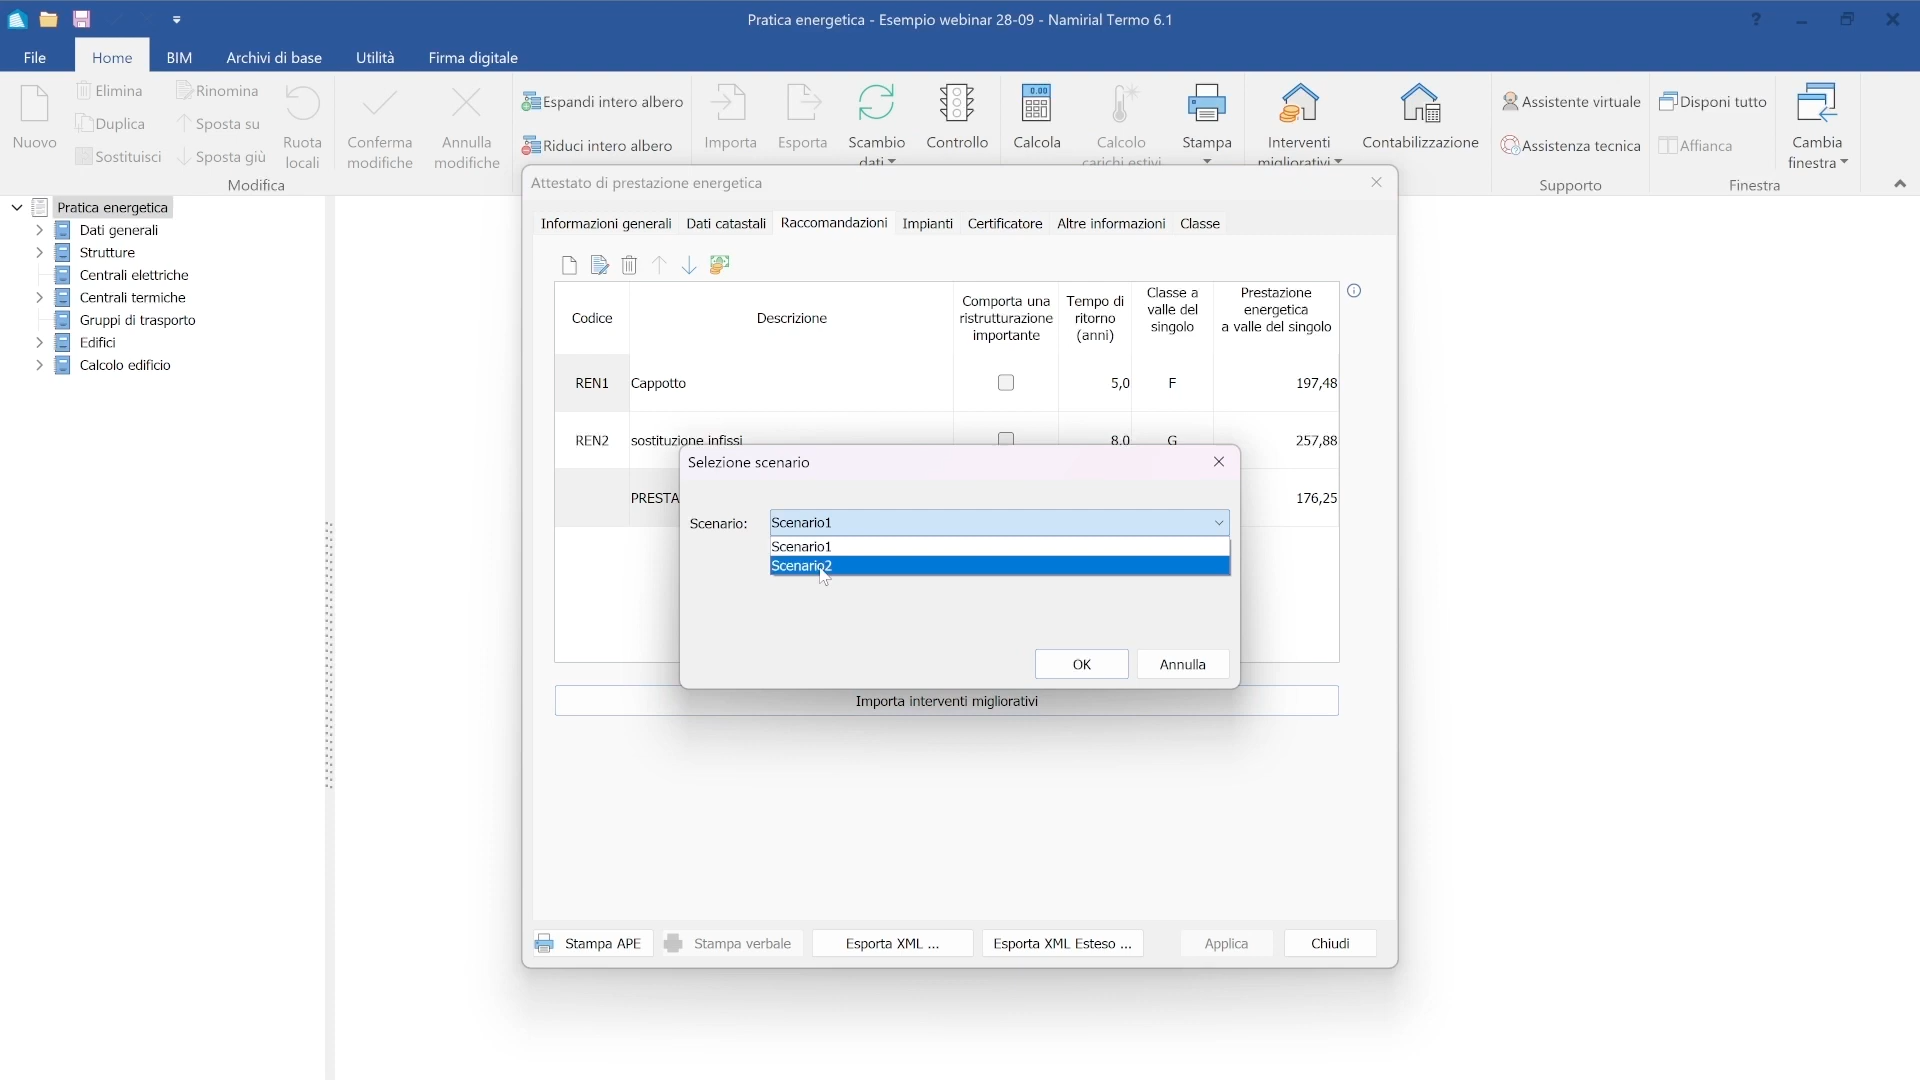 Pratica energetica - Esempio webinar 28-09 - Namirial Termo 6.1
File
Home
BIM
Archivi di base
Utilità
Firma digitale
Nuovo
Elimina
Duplica
Sostituisci
Rinomina
Sposta su
Sposta giù
Ruota
locali
Modifica
Conferma
modifiche
Annulla
modifiche
Espandi intero albero
Riduci intero albero
Importa
Esporta
Scambio
dati
Controllo
0.00
Calcola
Calcolo
carichi estivi
Stampa
Interventi
migliorativi
Contabilizzazione
Assistente virtuale
Assistenza tecnica
Supporto
Disponi tutto
Affianca
Cambia
finestra
Finestra
Pratica energetica
Dati generali
Strutture
Centrali elettriche
Centrali termiche
Gruppi di trasporto
Edifici
Calcolo edificio
Attestato di prestazione energetica
Informazioni generali
Dati catastali
Raccomandazioni
Impianti
Certificatore
Altre informazioni
Classe
Codice
Descrizione
Comporta una
ristrutturazione
importante
Tempo di
ritorno
(anni)
Classe a
valle del
singolo
Prestazione
energetica
a valle del singolo
REN1 Cappotto 5,0 F 197,48
REN2 sostituzione infissi 8,0 G 257,88
PRESTA 176,25
Selezione scenario
Scenario: Scenario1
Scenario1
Scenario2
OK
Annulla
Importa interventi migliorativi
Stampa APE
Stampa verbale
Esporta XML ...
Esporta XML Esteso ...
Applica
Chiudi